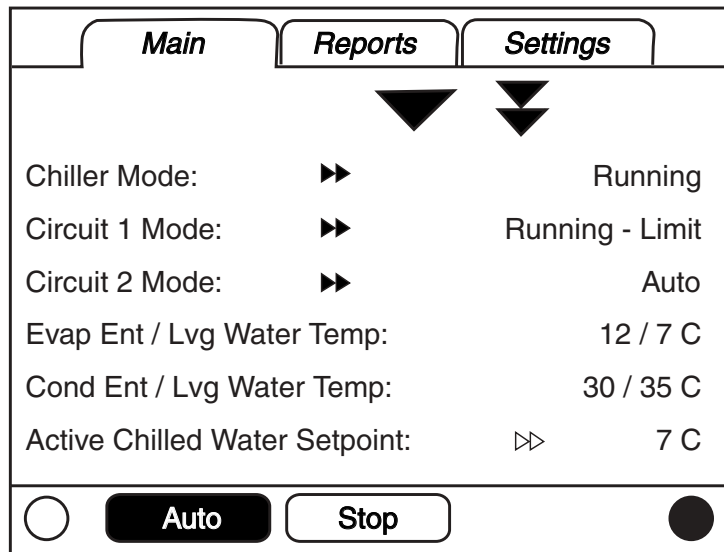 Main Reports Settings
Chiller Mode: Running
Circuit 1 Mode: Running - Limit
Circuit 2 Mode: Auto
Evap Ent / Lvg Water Temp: 12 / 7 C
Cond Ent / Lvg Water Temp: 30 / 35 C
Active Chilled Water Setpoint: 7 C
Auto Stop